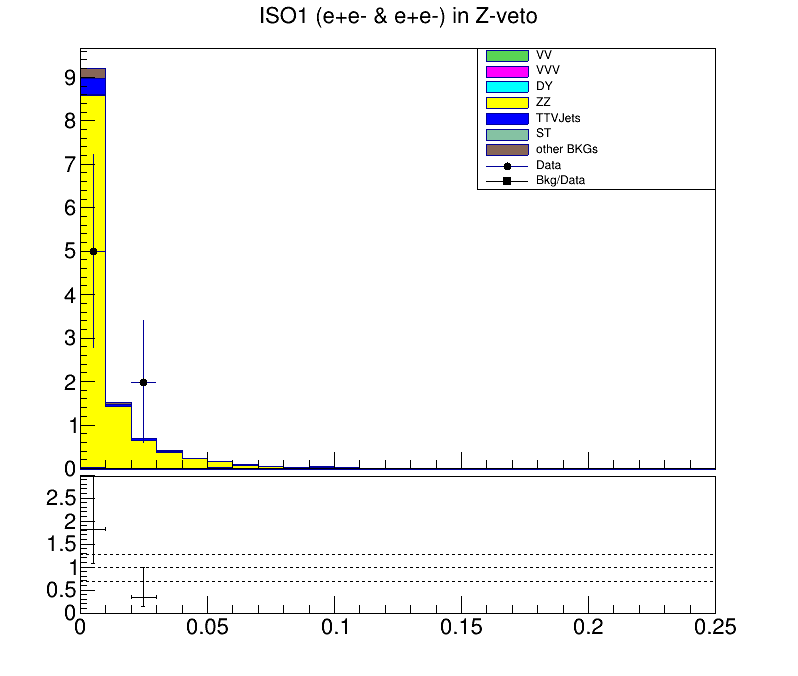 ISO1 (e+e- & e+e-) in Z-veto
VV
VVV
DY
ZZ
TTVJets
ST
other BKGs
Data
Bkg/Data
9
8
7
6
5
4
3
2
1
0
2.5
2
1.5
1
0.5
0
0 0.05 0.1 0.15 0.2 0.25